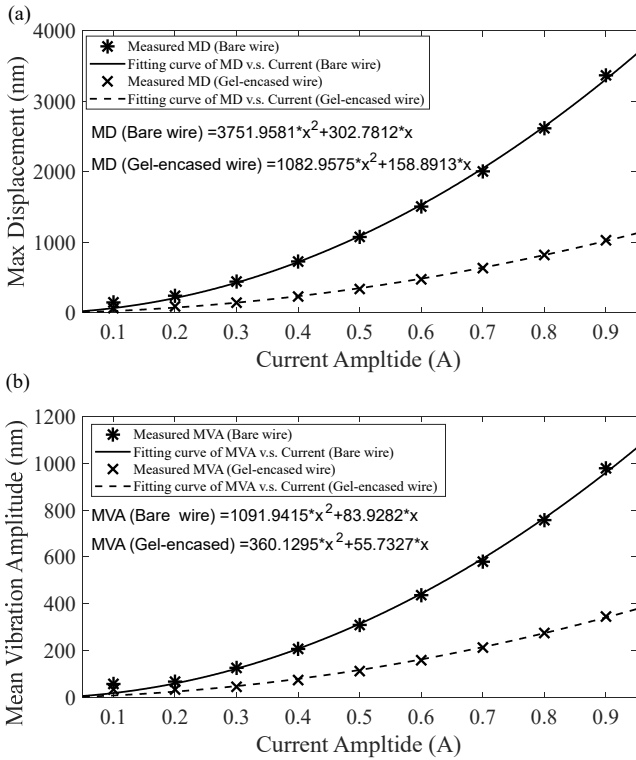 (a)
4000
3000
2000
1000
0
Max Displacement (nm)
Measured MD (Bare wire)
Fitting curve of MD v.s. Current (Bare wire)
Measured MD (Gel-encased wire)
Fitting curve of MD v.s. Current (Gel-encased wire)
MD (Bare wire) =3751.9581*x^2+302.7812*x
MD (Gel-encased wire) =1082.9575*x^2+158.8913*x
0.1 0.2 0.3 0.4 0.5 0.6 0.7 0.8 0.9
Current Ampltide (A)
(b)
1200
1000
800
600
400
200
0
Mean Vibration Amplitude (nm)
Measured MVA (Bare wire)
Fitting curve of MVA v.s. Current (Bare wire)
Measured MVA (Gel-encased wire)
Fitting curve of MVA v.s. Current (Gel-encased wire)
MVA (Bare wire) =1091.9415*x^2+83.9282*x
MVA (Gel-encased) =360.1295*x^2+55.7327*x
0.1 0.2 0.3 0.4 0.5 0.6 0.7 0.8 0.9
Current Ampltide (A)